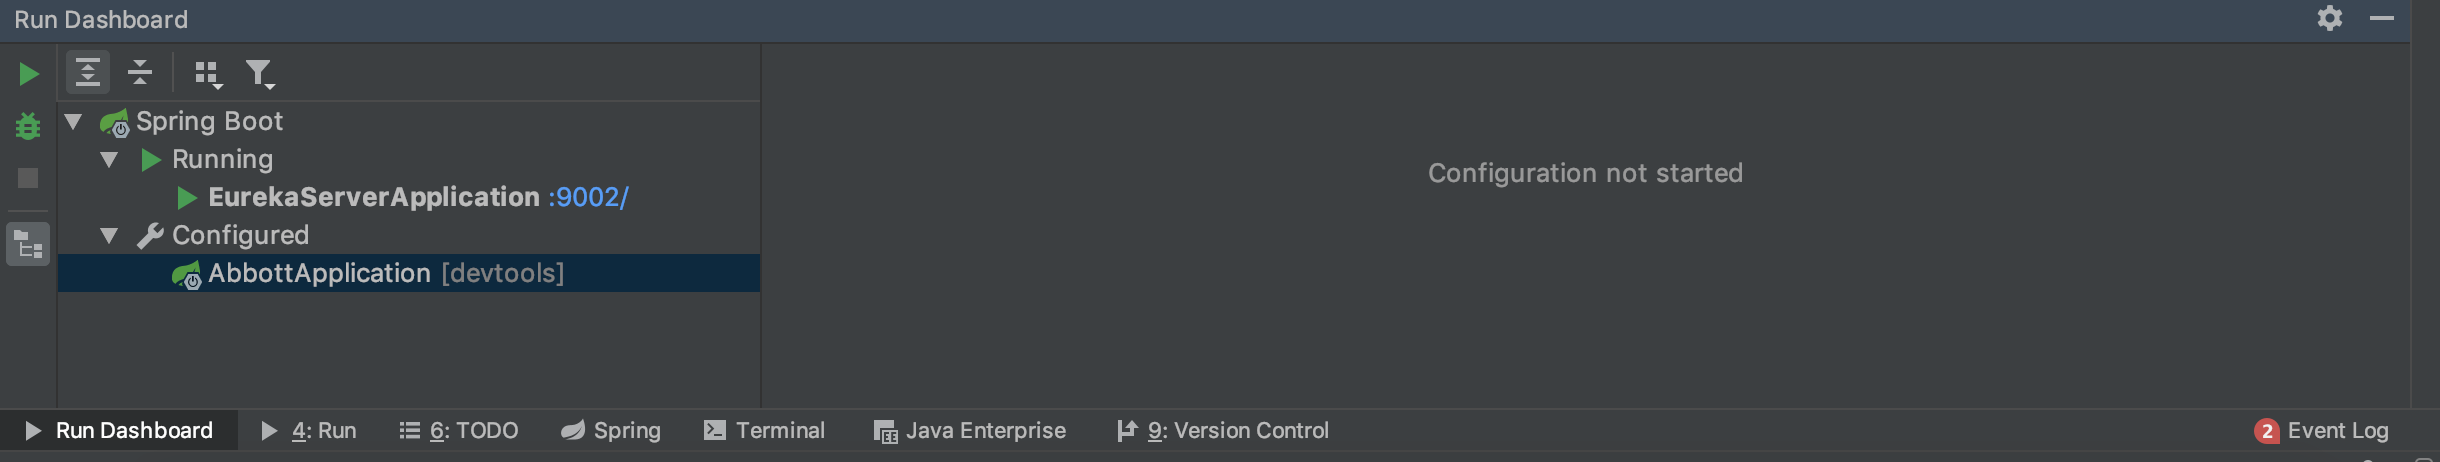 Run Dashboard
Spring Boot
Running
EurekaServerApplication :9002/
Configured
AbbottApplication [devtools]
Configuration not started
Run Dashboard 4: Run 6: TODO Spring Terminal Java Enterprise 9: Version Control 2 Event Log